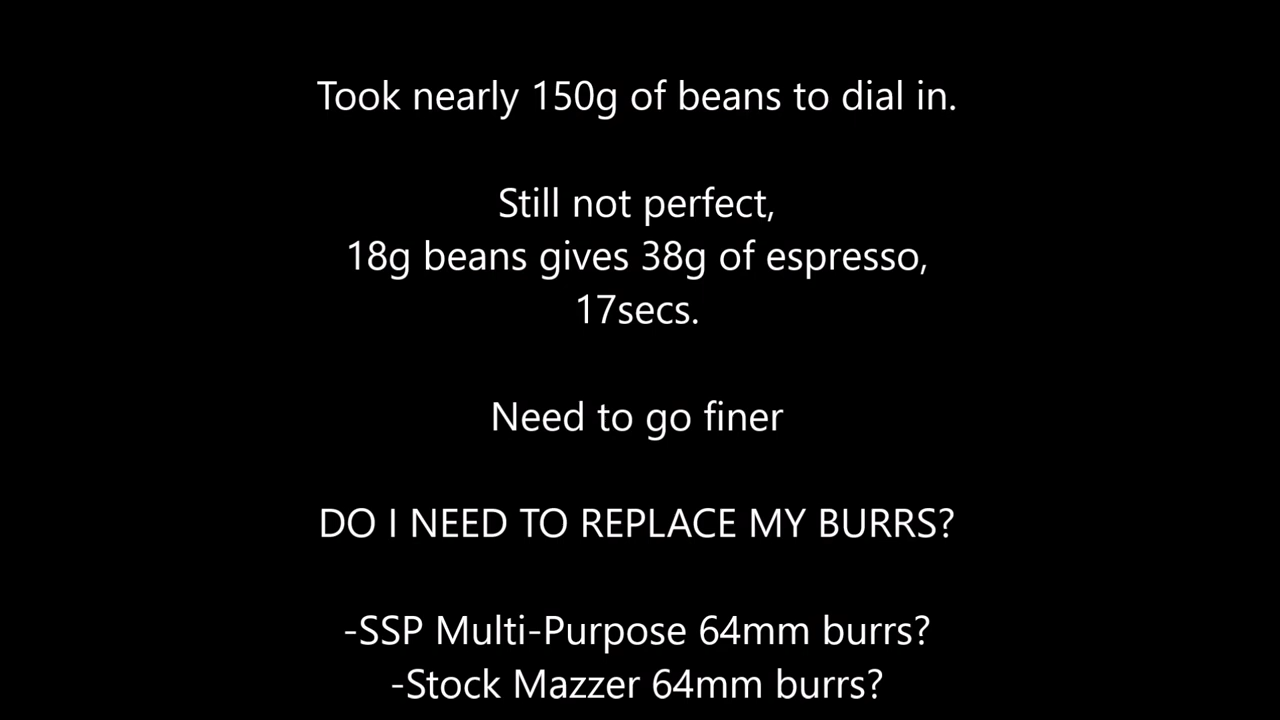 Took nearly 150g of beans to dial in.
Still not perfect,
18g beans gives 38g of espresso,
17secs.
Need to go finer
DO I NEED TO REPLACE MY BURRS?
-SSP Multi-Purpose 64mm burrs?
-Stock Mazzer 64mm burrs?